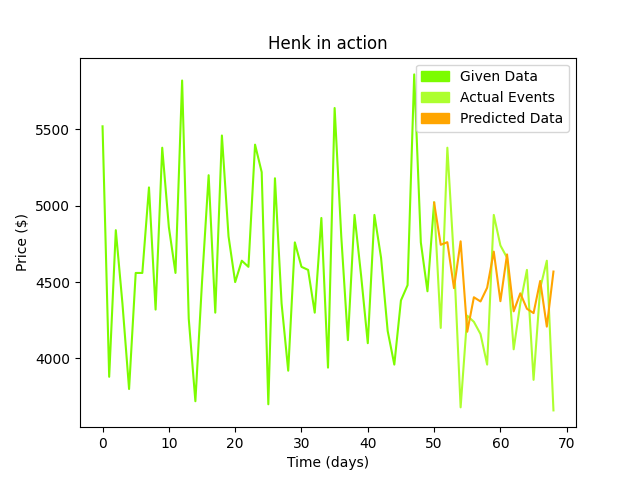 Henk in action
Given Data
Actual Events
Predicted Data
Price ($)
5500
5000
4500
4000
0 10 20 30 40 50 60 70
Time (days)